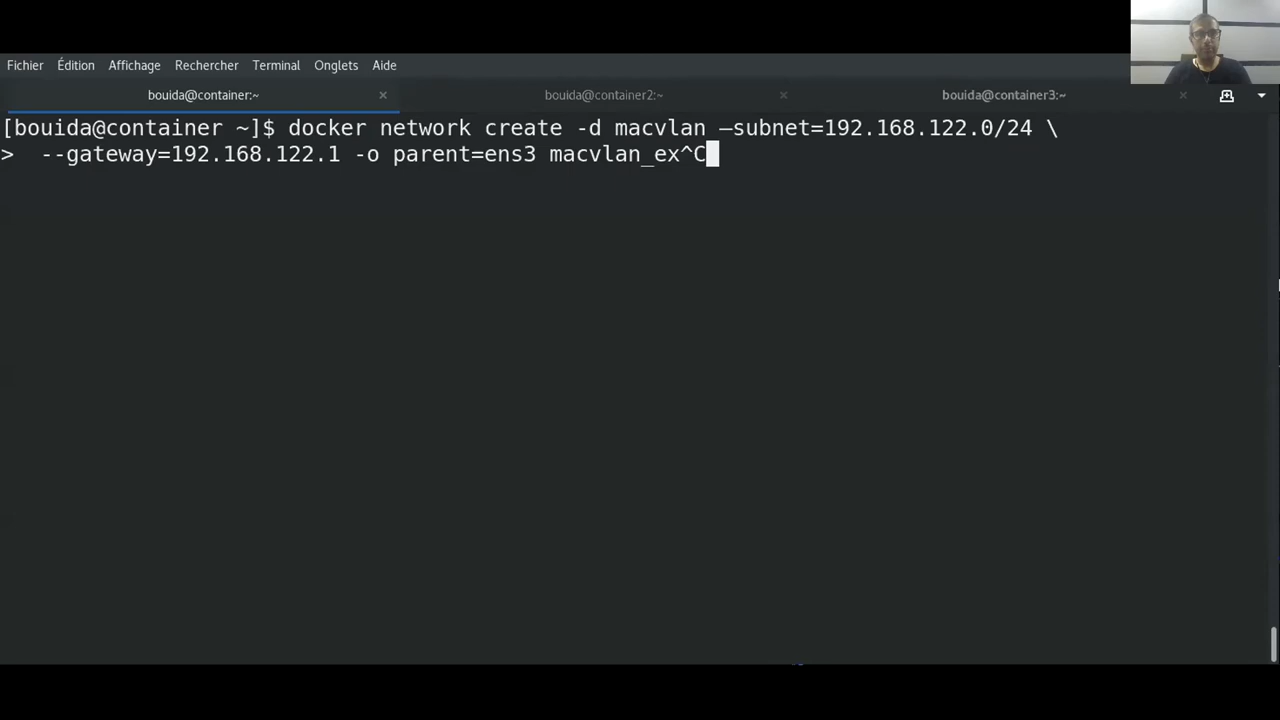 Fichier Édition Affichage Rechercher Terminal Onglets Aide
bouida@container:~ × bouida@container2:~ × bouida@container3:~ ×
[bouida@container ~]$ docker network create -d macvlan –subnet=192.168.122.0/24 \
>  --gateway=192.168.122.1 -o parent=ens3 macvlan_ex^C